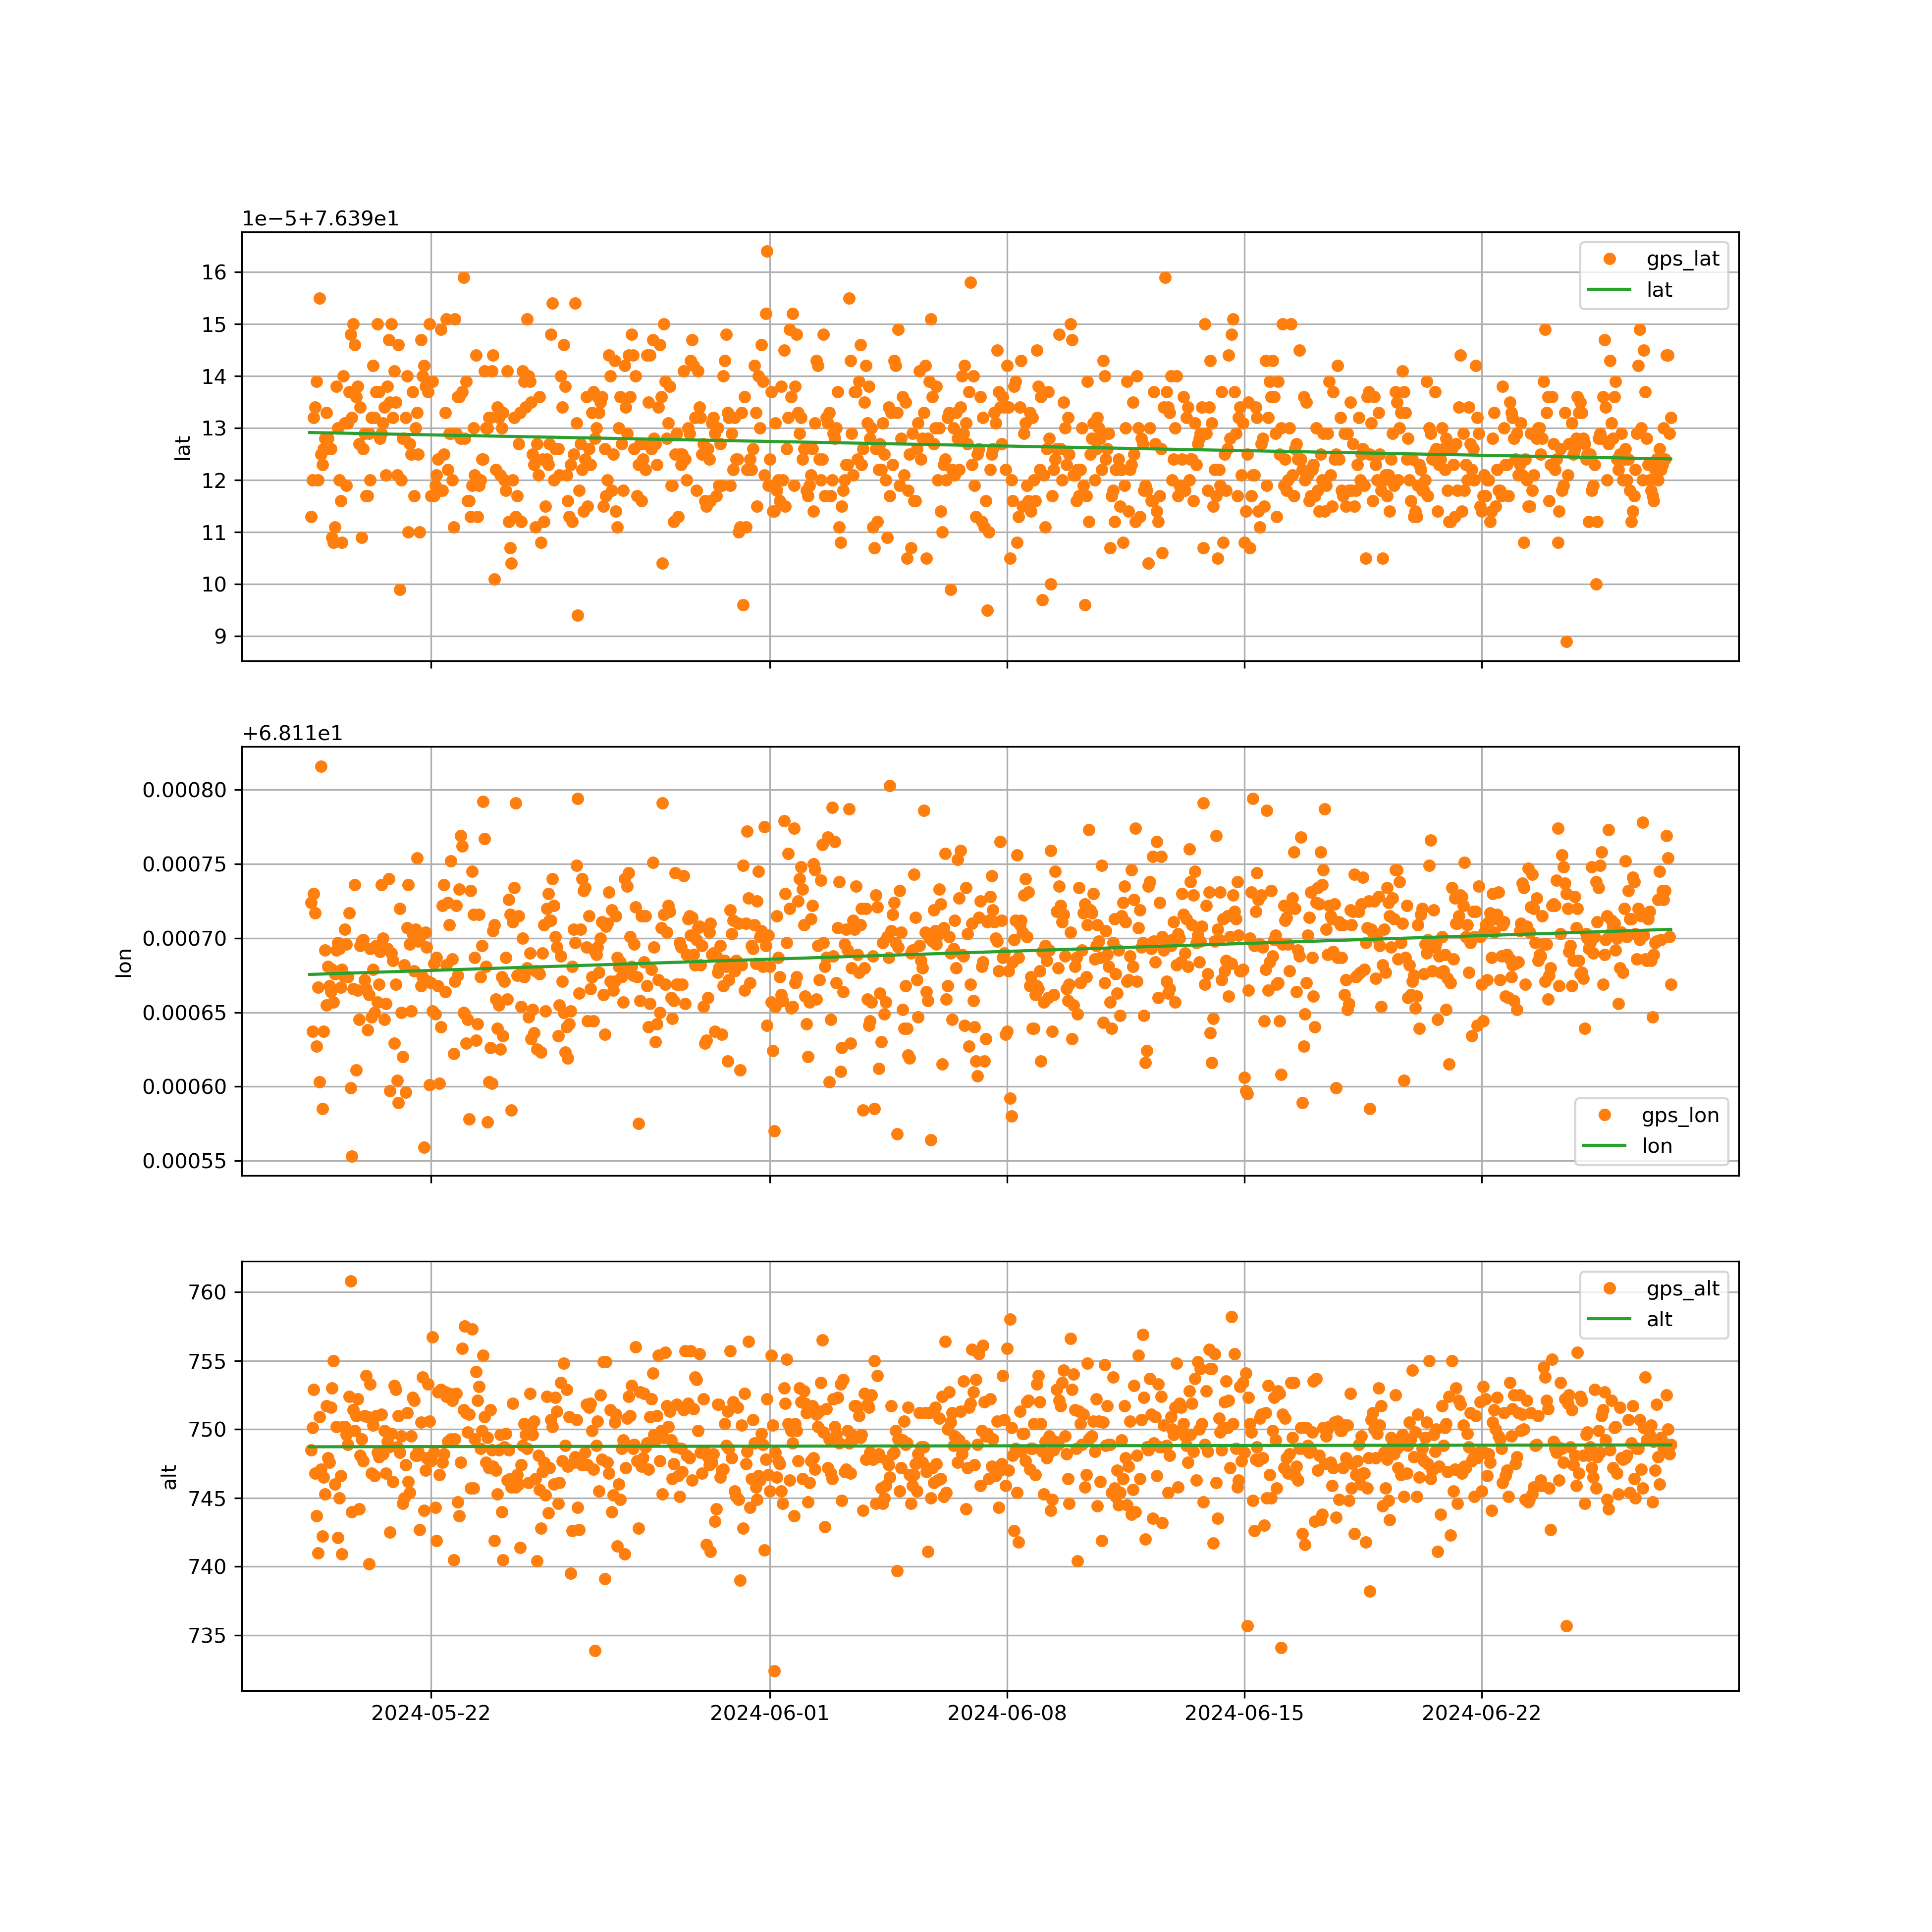 1e−5+7.639e1
16
15
14
13
12
11
10
9
lat
gps_lat
lat
+6.811e1
0.00080
0.00075
0.00070
0.00065
0.00060
0.00055
lon
gps_lon
lon
760
755
750
745
740
735
alt
gps_alt
alt
2024-05-22
2024-06-01
2024-06-08
2024-06-15
2024-06-22